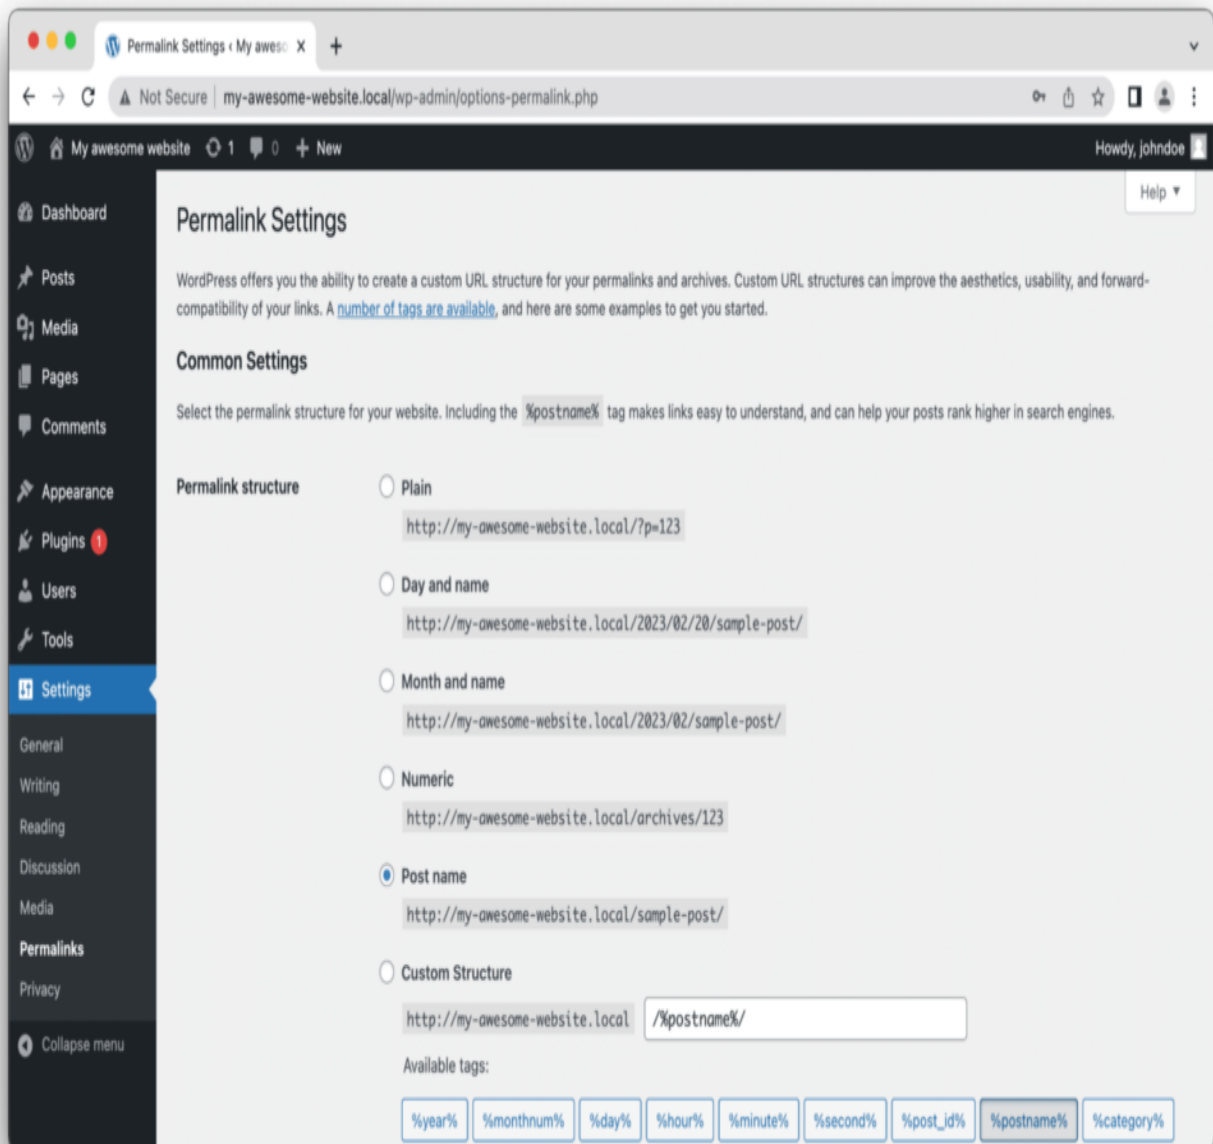 Permalink Settings ‹ My aweso
Not Secure | my-awesome-website.local/wp-admin/options-permalink.php
My awesome website 1 0 + New Howdy, johndoe
Help ▼
Dashboard
Posts
Media
Pages
Comments
Appearance
Plugins 1
Users
Tools
Settings
General
Writing
Reading
Discussion
Media
Permalinks
Privacy
Collapse menu
Permalink Settings
WordPress offers you the ability to create a custom URL structure for your permalinks and archives. Custom URL structures can improve the aesthetics, usability, and forward-
compatibility of your links. A number of tags are available, and here are some examples to get you started.
Common Settings
Select the permalink structure for your website. Including the %postname% tag makes links easy to understand, and can help your posts rank higher in search engines.
Permalink structure
Plain
http://my-awesome-website.local/?p=123
Day and name
http://my-awesome-website.local/2023/02/20/sample-post/
Month and name
http://my-awesome-website.local/2023/02/sample-post/
Numeric
http://my-awesome-website.local/archives/123
Post name
http://my-awesome-website.local/sample-post/
Custom Structure
http://my-awesome-website.local /%postname%/
Available tags:
%year% %monthnum% %day% %hour% %minute% %second% %post_id% %postname% %category%